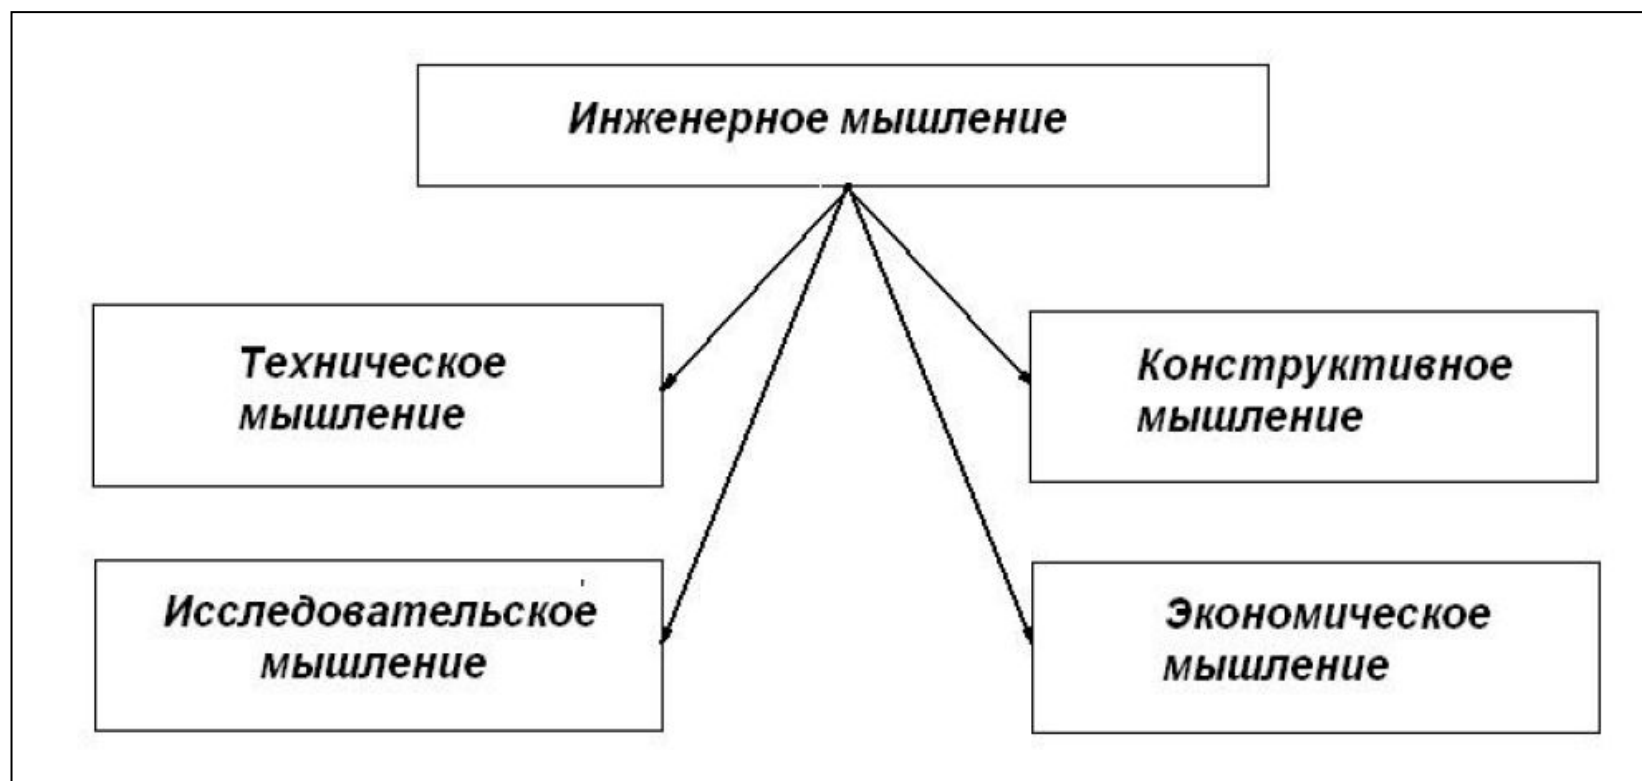 Инженерное мышление
Техническое
мышление
Конструктивное
мышление
Исследовательское
мышление
Экономическое
мышление